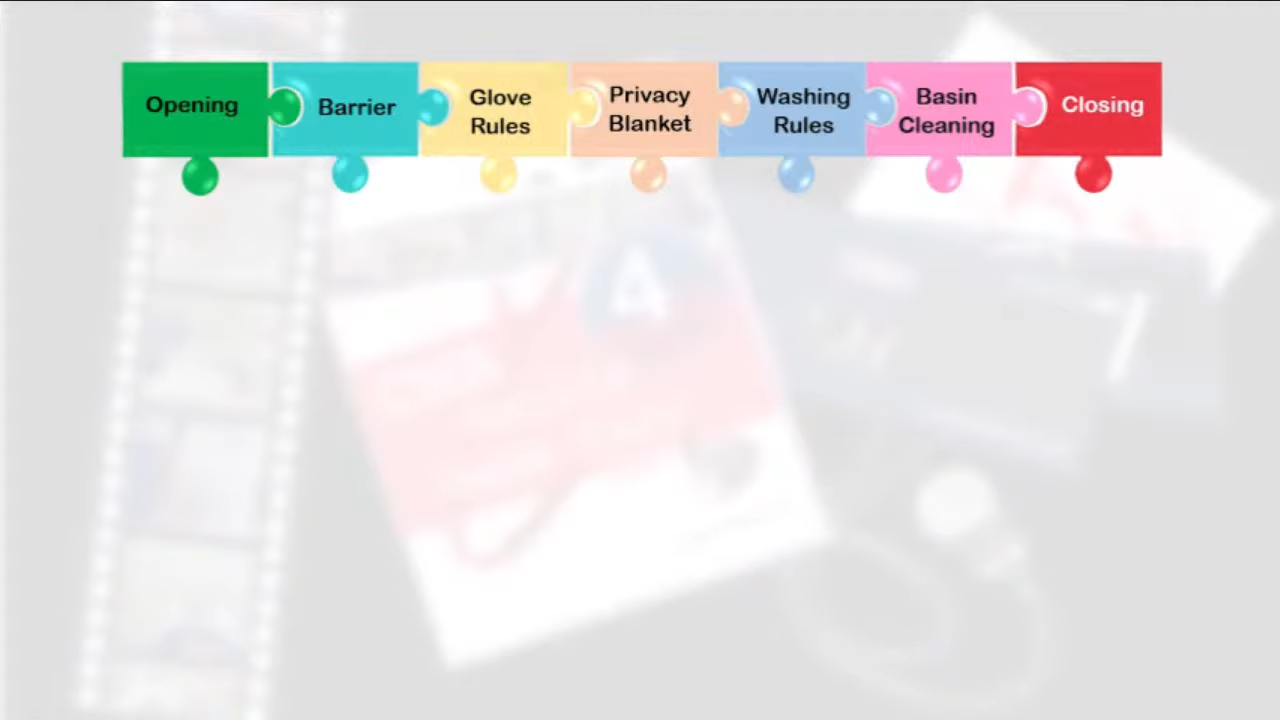 Opening
Barrier
Glove
Rules
Privacy
Blanket
Washing
Rules
Basin
Cleaning
Closing
A